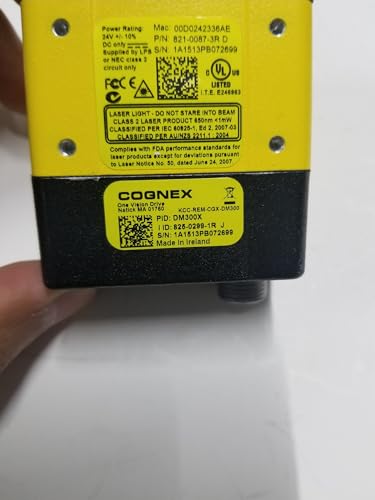 Power Rating:
24V +/- 10%
DC only
Supplied by LPS
or NEC class 2
circuit only
Mac: 00D0242336AE
P/N: 821-0087-3R D
S/N: 1A1513PB072699
FC CE
UL
LISTED
I.T.E. E246983
LASER LIGHT - DO NOT STARE INTO BEAM
CLASS 2 LASER PRODUCT 650nm <1mW
CLASSIFIED PER IEC 60825-1, Ed 2, 2007-03
CLASSIFIED PER AU/NZS 2211.1 : 2004
Complies with FDA performance standards for
laser products except for deviations pursuant
to Laser Notice No. 50, dated June 24, 2007.
COGNEX
One Vision Drive
Natick MA 01760
KCC-REM-CGX-DM300
PID: DM300X
I ID: 825-0299-1R J
S/N: 1A1513PB072699
Made in Ireland